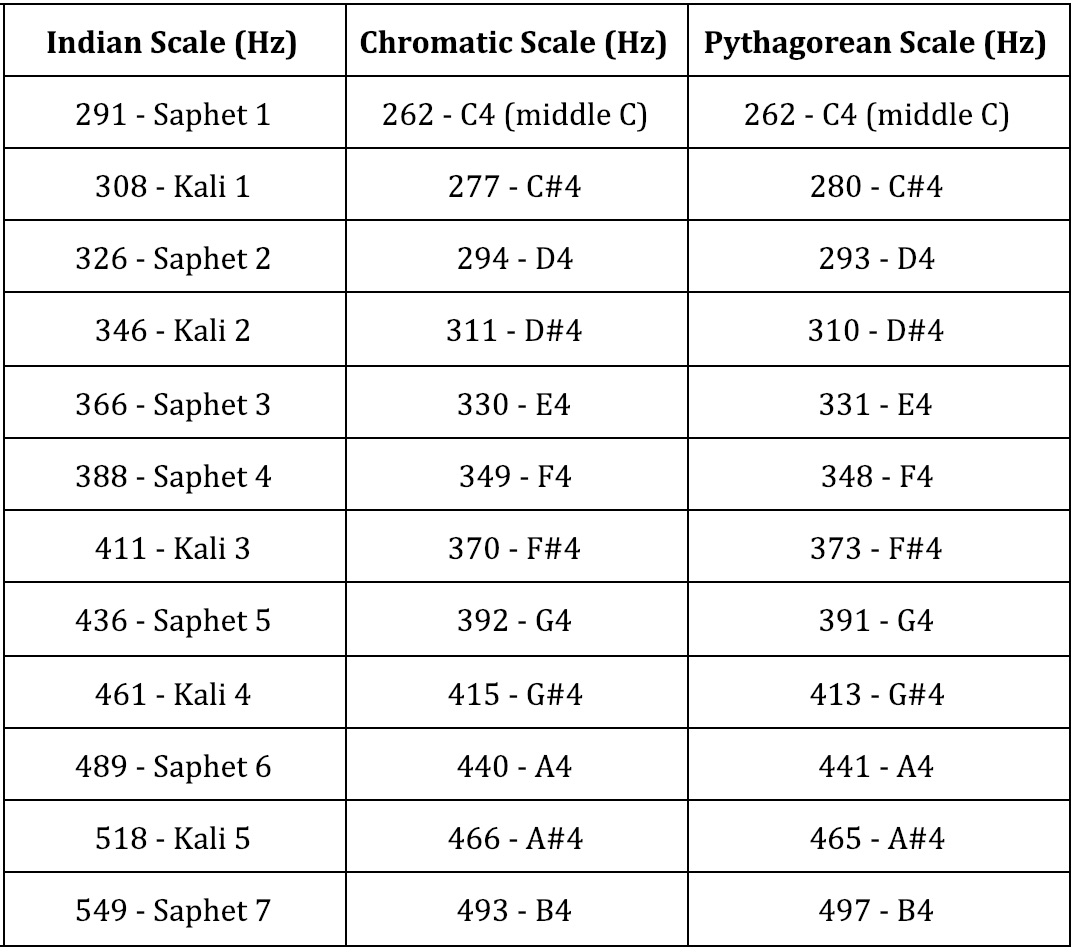 Indian Scale (Hz) Chromatic Scale (Hz) Pythagorean Scale (Hz)
291 - Saphet 1 262 - C4 (middle C) 262 - C4 (middle C)
308 - Kali 1 277 - C#4 280 - C#4
326 - Saphet 2 294 - D4 293 - D4
346 - Kali 2 311 - D#4 310 - D#4
366 - Saphet 3 330 - E4 331 - E4
388 - Saphet 4 349 - F4 348 - F4
411 - Kali 3 370 - F#4 373 - F#4
436 - Saphet 5 392 - G4 391 - G4
461 - Kali 4 415 - G#4 413 - G#4
489 - Saphet 6 440 - A4 441 - A4
518 - Kali 5 466 - A#4 465 - A#4
549 - Saphet 7 493 - B4 497 - B4